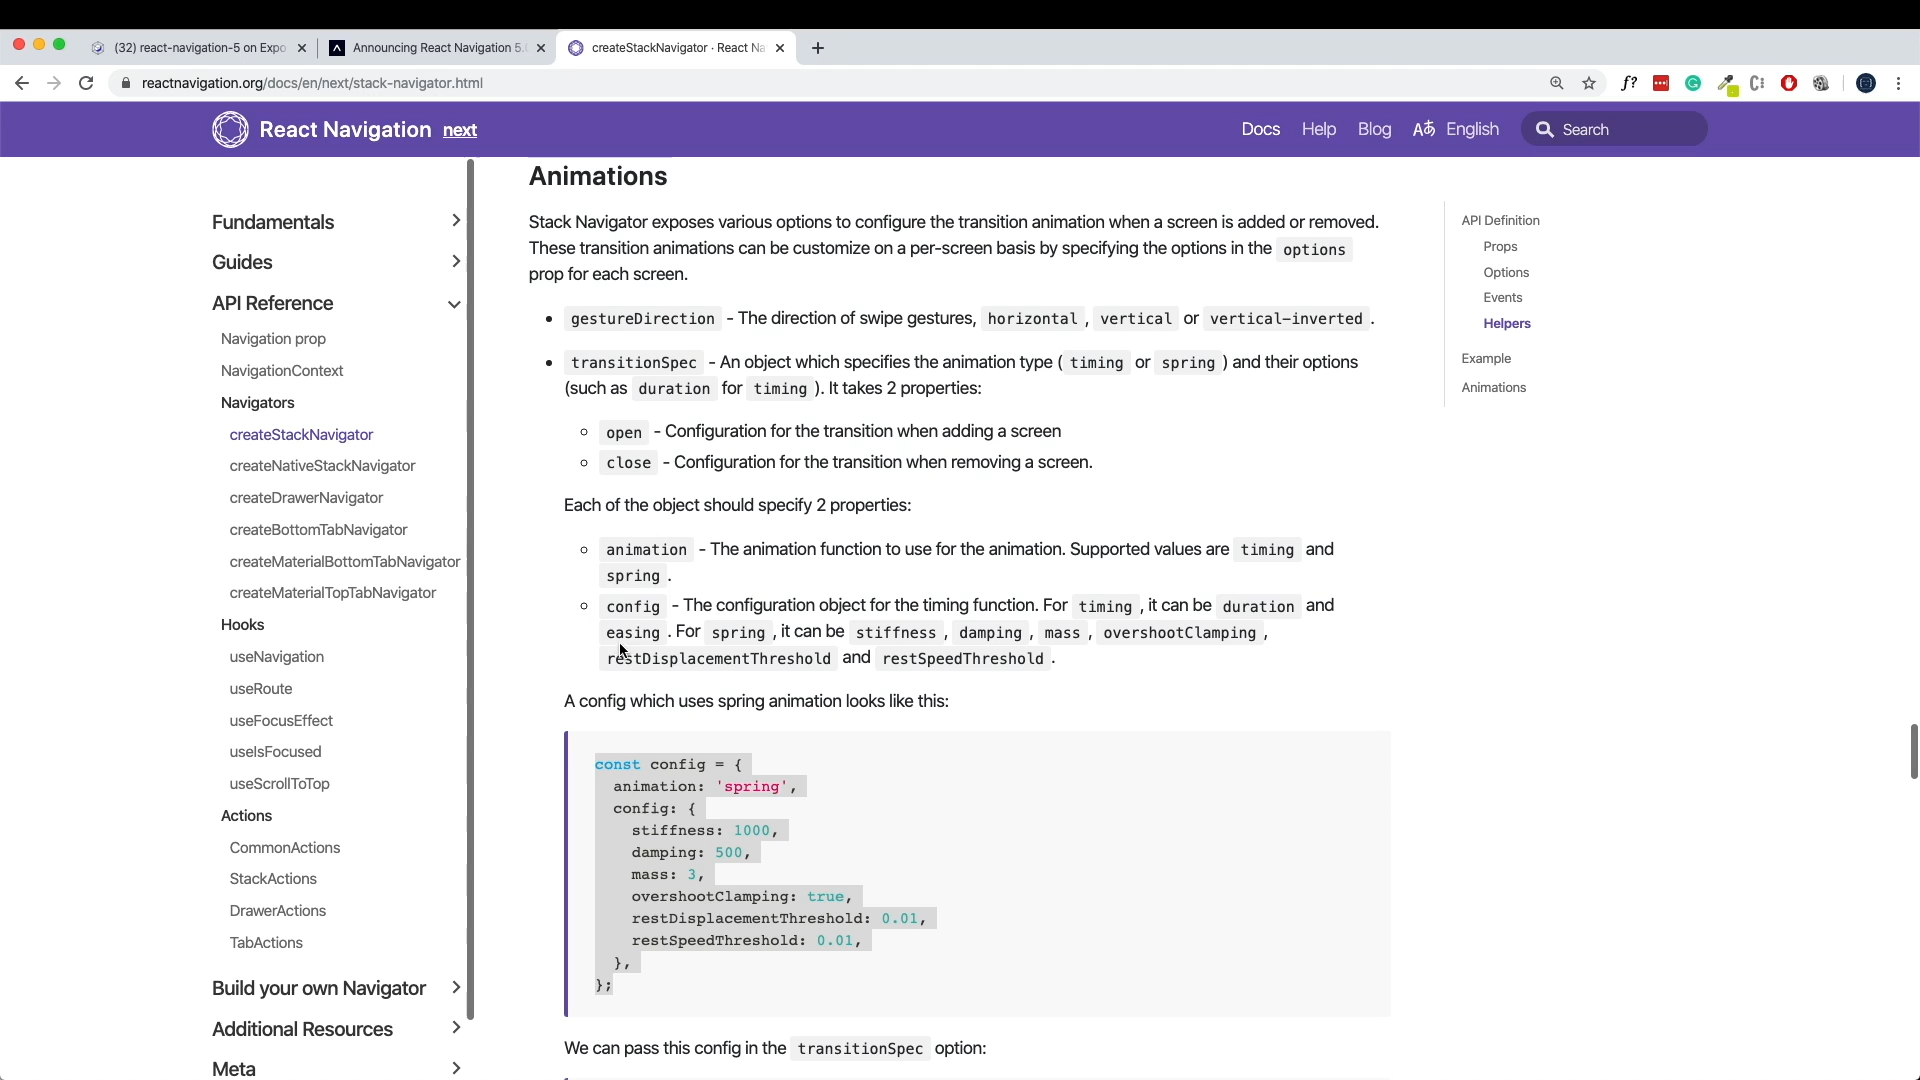 (32) react-navigation-5 on Expo
Announcing React Navigation 5.
createStackNavigator · React Na
reactnavigation.org/docs/en/next/stack-navigator.html
f?
React Navigation next
Docs
Help
Blog
English
Search
Fundamentals
Guides
API Reference
Navigation prop
NavigationContext
Navigators
createStackNavigator
createNativeStackNavigator
createDrawerNavigator
createBottomTabNavigator
createMaterialBottomTabNavigator
createMaterialTopTabNavigator
Hooks
useNavigation
useRoute
useFocusEffect
useIsFocused
useScrollToTop
Actions
CommonActions
StackActions
DrawerActions
TabActions
Build your own Navigator
Additional Resources
Meta
Animations
Stack Navigator exposes various options to configure the transition animation when a screen is added or removed.
These transition animations can be customize on a per-screen basis by specifying the options in the options
prop for each screen.
• gestureDirection - The direction of swipe gestures, horizontal , vertical or vertical-inverted .
• transitionSpec - An object which specifies the animation type ( timing or spring ) and their options
(such as duration for timing ). It takes 2 properties:
○ open - Configuration for the transition when adding a screen
○ close - Configuration for the transition when removing a screen.
Each of the object should specify 2 properties:
○ animation - The animation function to use for the animation. Supported values are timing and
spring .
○ config - The configuration object for the timing function. For timing , it can be duration and
easing . For spring , it can be stiffness , damping , mass , overshootClamping ,
restDisplacementThreshold and restSpeedThreshold .
A config which uses spring animation looks like this:
const config = {
animation: 'spring',
config: {
stiffness: 1000,
damping: 500,
mass: 3,
overshootClamping: true,
restDisplacementThreshold: 0.01,
restSpeedThreshold: 0.01,
},
};
We can pass this config in the transitionSpec option:
API Definition
Props
Options
Events
Helpers
Example
Animations